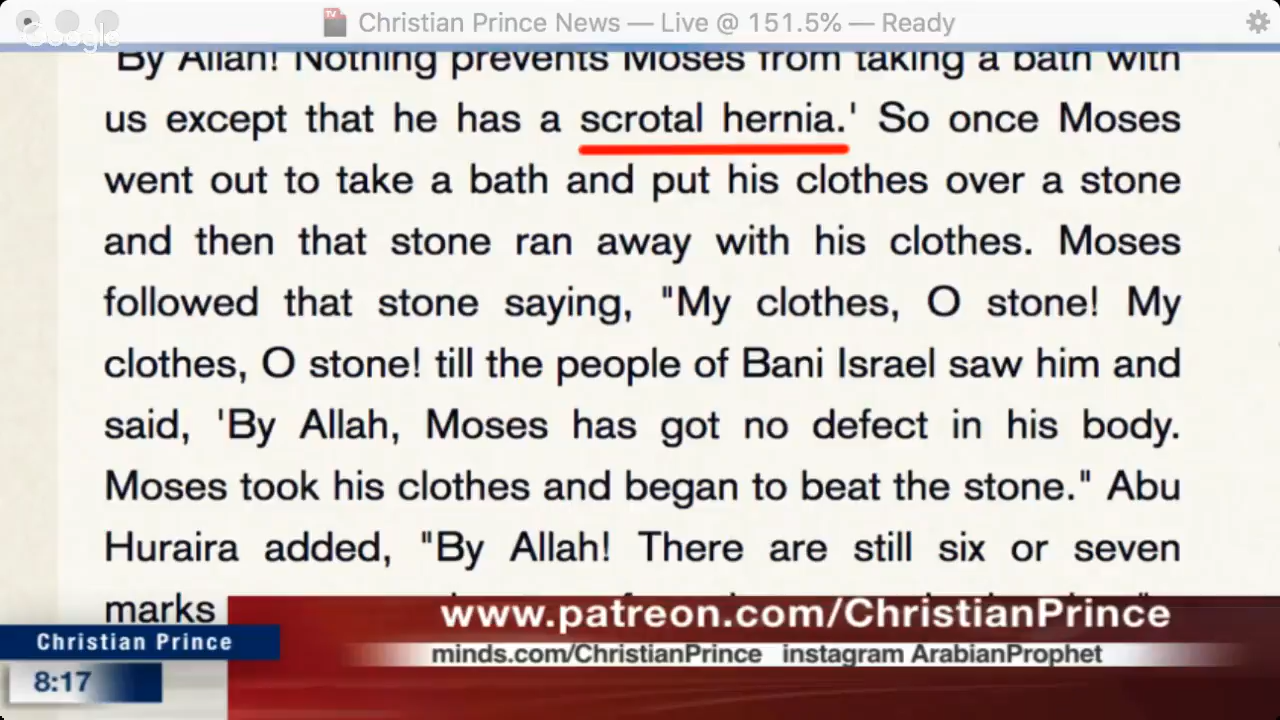 Christian Prince News — Live @ 151.5% — Ready
Google
'By Allah! Nothing prevents Moses from taking a bath with
us except that he has a scrotal hernia.' So once Moses
went out to take a bath and put his clothes over a stone
and then that stone ran away with his clothes. Moses
followed that stone saying, "My clothes, O stone! My
clothes, O stone! till the people of Bani Israel saw him and
said, 'By Allah, Moses has got no defect in his body.
Moses took his clothes and began to beat the stone." Abu
Huraira added, "By Allah! There are still six or seven
marks
www.patreon.com/ChristianPrince
Christian Prince
minds.com/ChristianPrince instagram ArabianProphet
8:17